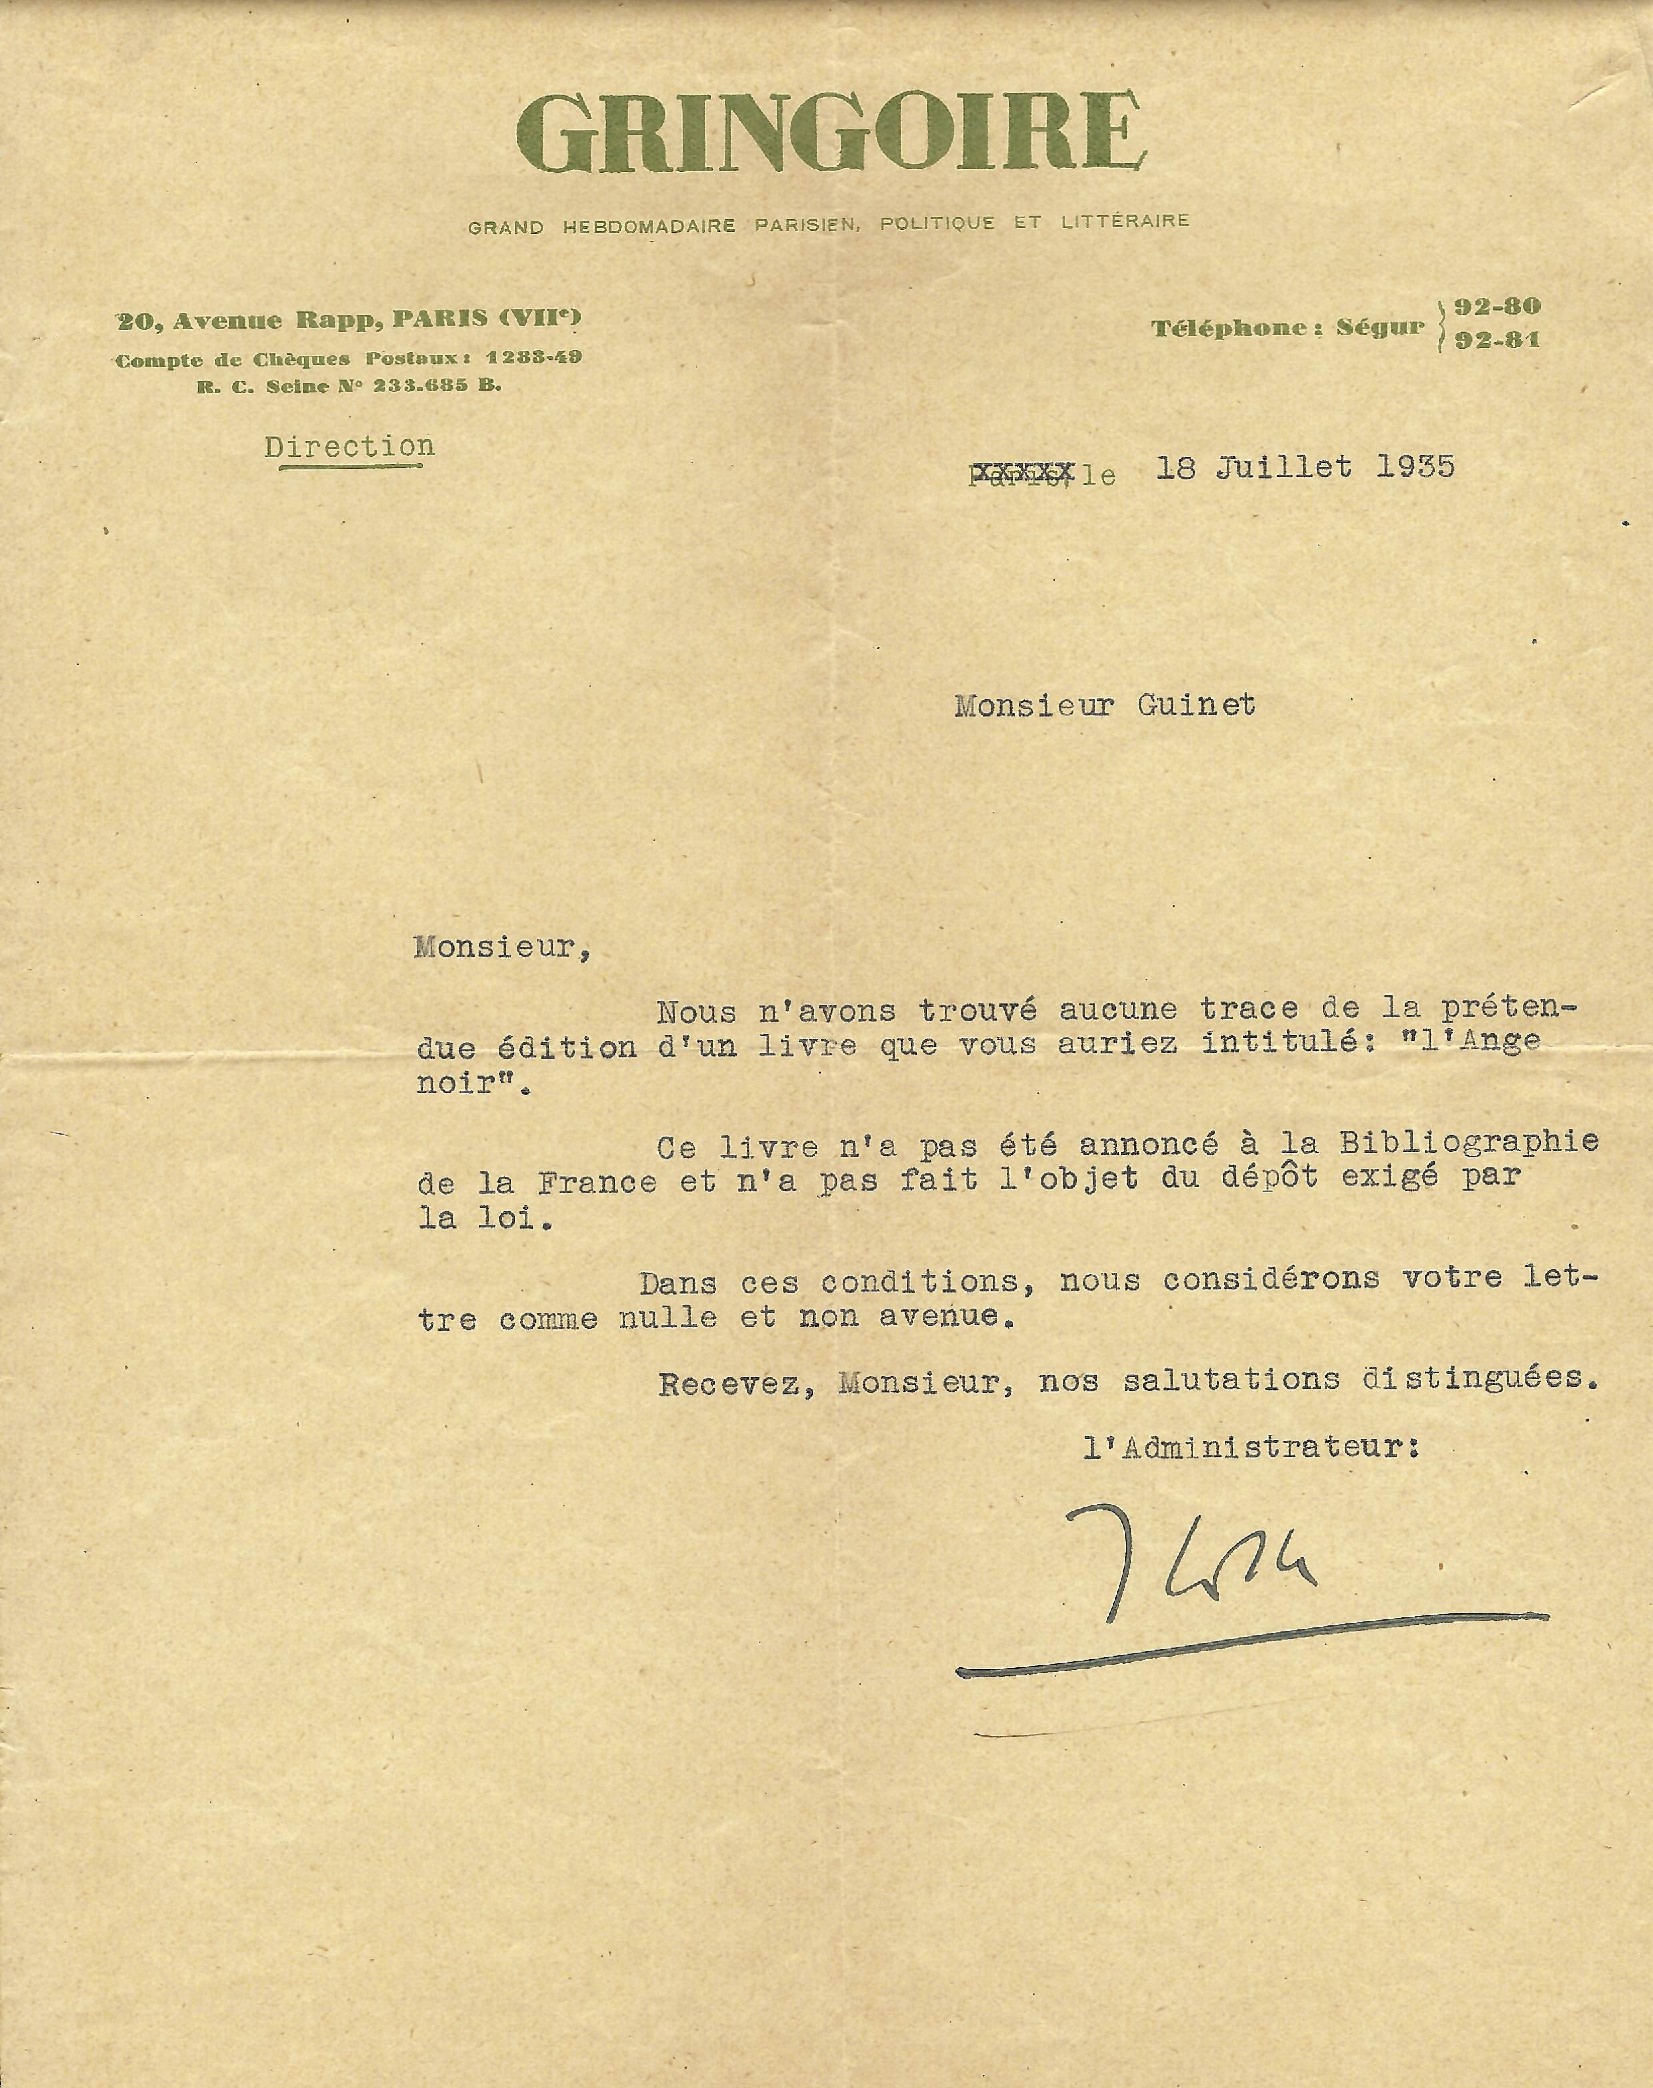 GRINGOIRE
GRAND HEBDOMADAIRE PARISIEN, POLITIQUE ET LITTÉRAIRE
20, Avenue Rapp, PARIS (VIIe)
Compte de Chèques Postaux : 1283-49
R. C. Seine N° 233.685 B.
Téléphone : Ségur 92-80
92-81
Direction
Paris, le 18 Juillet 1935
Monsieur Guinet
Monsieur,
Nous n'avons trouvé aucune trace de la préten-
due édition d'un livre que vous auriez intitulé: "l'Ange
noir".
Ce livre n'a pas été annoncé à la Bibliographie
de la France et n'a pas fait l'objet du dépôt exigé par
la loi.
Dans ces conditions, nous considérons votre let-
tre comme nulle et non avenue.
Recevez, Monsieur, nos salutations distinguées.
l'Administrateur: